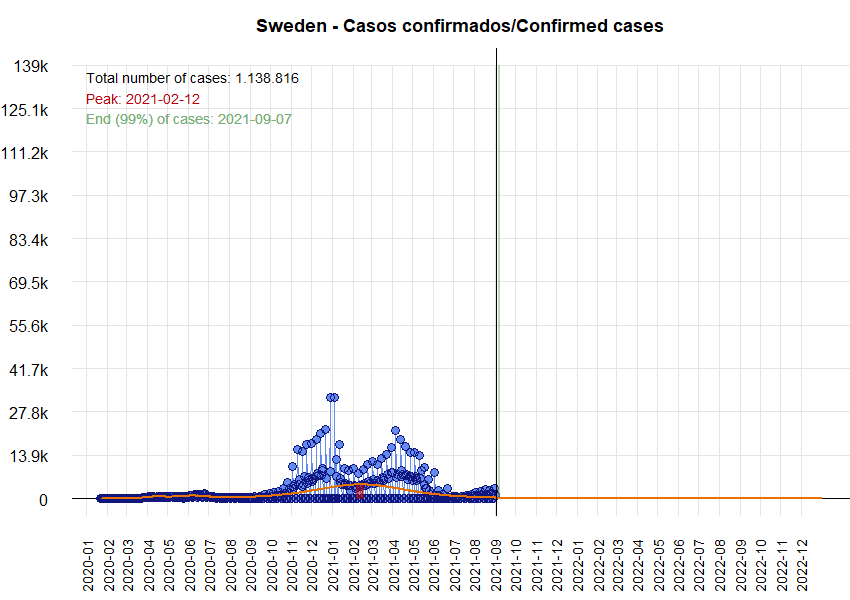 Sweden - Casos confirmados/Confirmed cases
139k
125.1k
111.2k
97.3k
83.4k
69.5k
55.6k
41.7k
27.8k
13.9k
0
Total number of cases: 1.138.816
Peak: 2021-02-12
End (99%) of cases: 2021-09-07
2020-01
2020-02
2020-03
2020-04
2020-05
2020-06
2020-07
2020-08
2020-09
2020-10
2020-11
2020-12
2021-01
2021-02
2021-03
2021-04
2021-05
2021-06
2021-07
2021-08
2021-09
2021-10
2021-11
2021-12
2022-01
2022-02
2022-03
2022-04
2022-05
2022-06
2022-07
2022-08
2022-09
2022-10
2022-11
2022-12